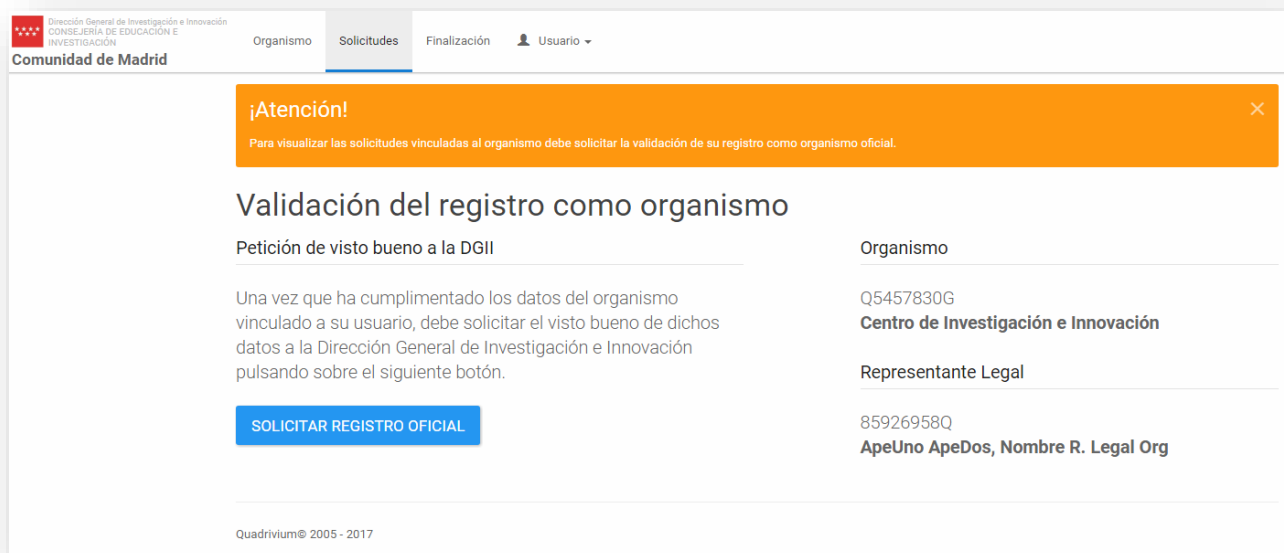 Dirección General de Investigación e Innovación
CONSEJERÍA DE EDUCACIÓN E
INVESTIGACIÓN
Comunidad de Madrid
Organismo
Solicitudes
Finalización
Usuario
¡Atención!
Para visualizar las solicitudes vinculadas al organismo debe solicitar la validación de su registro como organismo oficial.
Validación del registro como organismo
Petición de visto bueno a la DGII
Una vez que ha cumplimentado los datos del organismo
vinculado a su usuario, debe solicitar el visto bueno de dichos
datos a la Dirección General de Investigación e Innovación
pulsando sobre el siguiente botón.
SOLICITAR REGISTRO OFICIAL
Organismo
Q5457830G
Centro de Investigación e Innovación
Representante Legal
85926958Q
ApeUno ApeDos, Nombre R. Legal Org
Quadrivium© 2005 - 2017